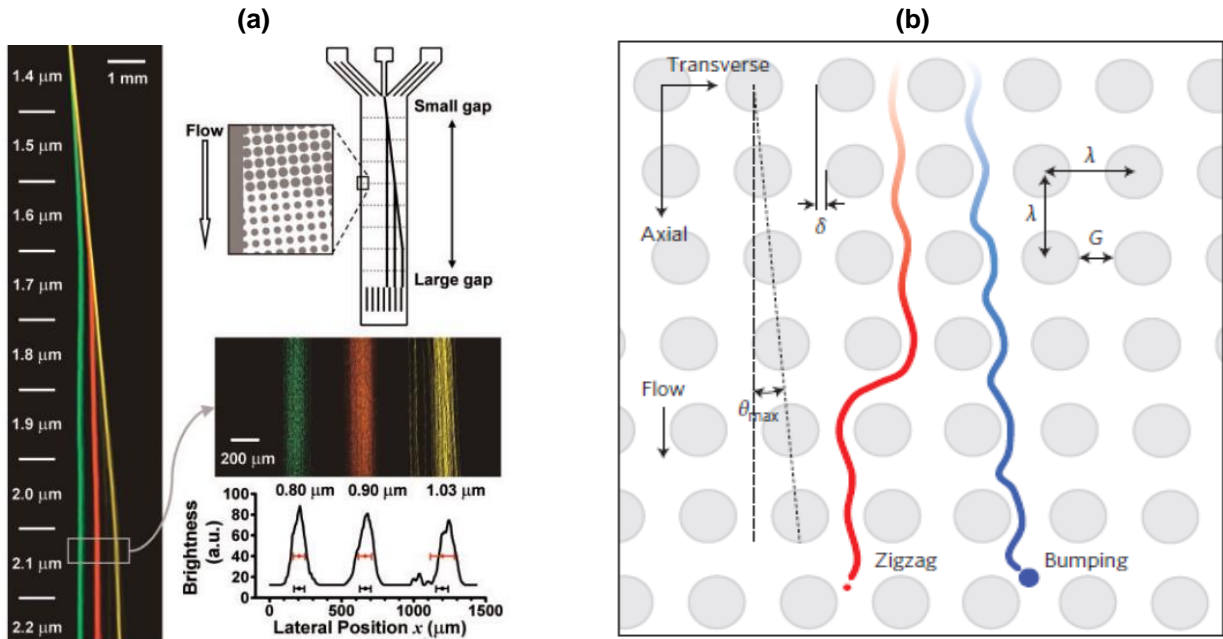 (a)
1.4 μm
1.5 μm
1.6 μm
1.7 μm
1.8 μm
1.9 μm
2.0 μm
2.1 μm
2.2 μm
1 mm
Flow
Small gap
Large gap
200 μm
0.80 μm
0.90 μm
1.03 μm
Brightness
(a.u.)
100
80
60
40
20
0
0
500
1000
1500
Lateral Position x (μm)
(b)
Transverse
Axial
δ
λ
λ
G
Flow
θmax
Zigzag
Bumping